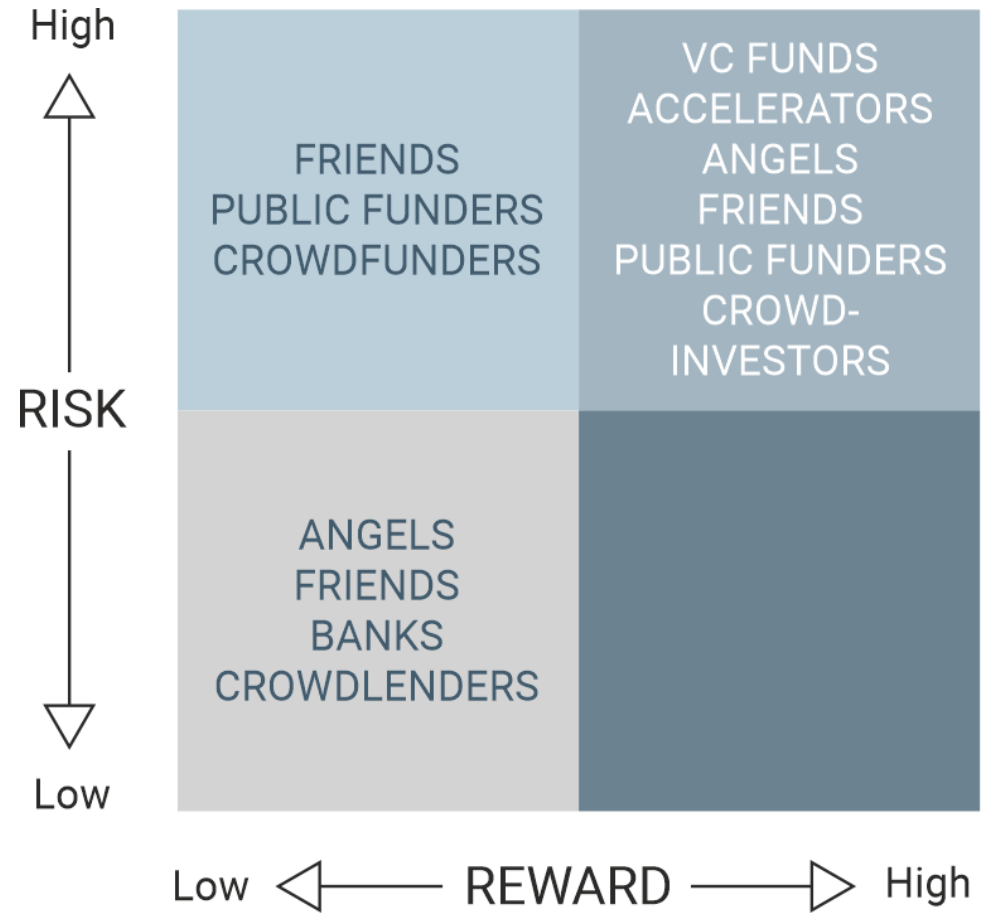 High
RISK
Low
FRIENDS
PUBLIC FUNDERS
CROWDFUNDERS
VC FUNDS
ACCELERATORS
ANGELS
FRIENDS
PUBLIC FUNDERS
CROWD-
INVESTORS
ANGELS
FRIENDS
BANKS
CROWDLENDERS
Low
REWARD
High